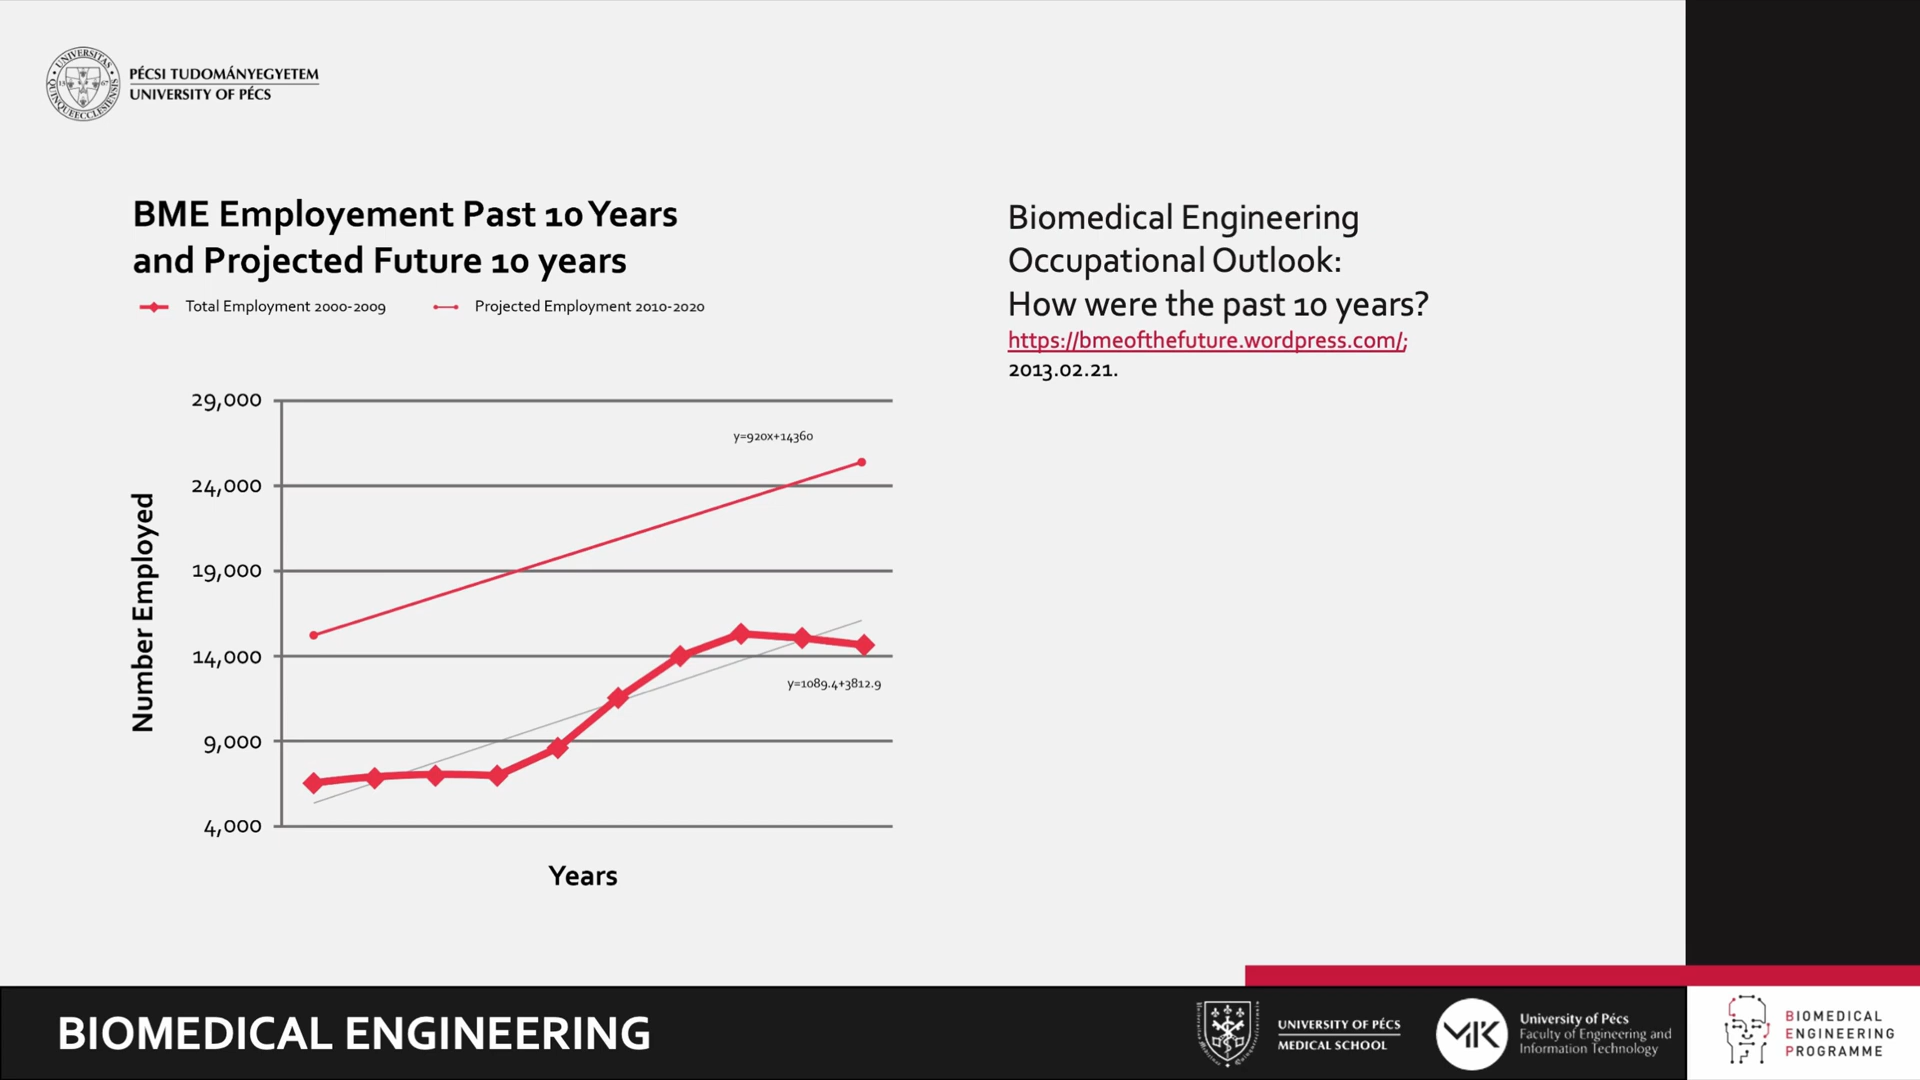 PÉCSI TUDOMÁNYEGYETEM
UNIVERSITY OF PÉCS
BME Employement Past 10 Years
and Projected Future 10 years
Total Employment 2000-2009
Projected Employment 2010-2020
Biomedical Engineering
Occupational Outlook:
How were the past 10 years?
https://bmeofthefuture.wordpress.com/;
2013.02.21.
29,000
24,000
19,000
14,000
9,000
4,000
Number Employed
y=920x+14360
y=1089.4+3812.9
Years
BIOMEDICAL ENGINEERING
UNIVERSITY OF PÉCS
MEDICAL SCHOOL
MIK
University of Pécs
Faculty of Engineering and
Information Technology
BIOMEDICAL
ENGINEERING
PROGRAMME